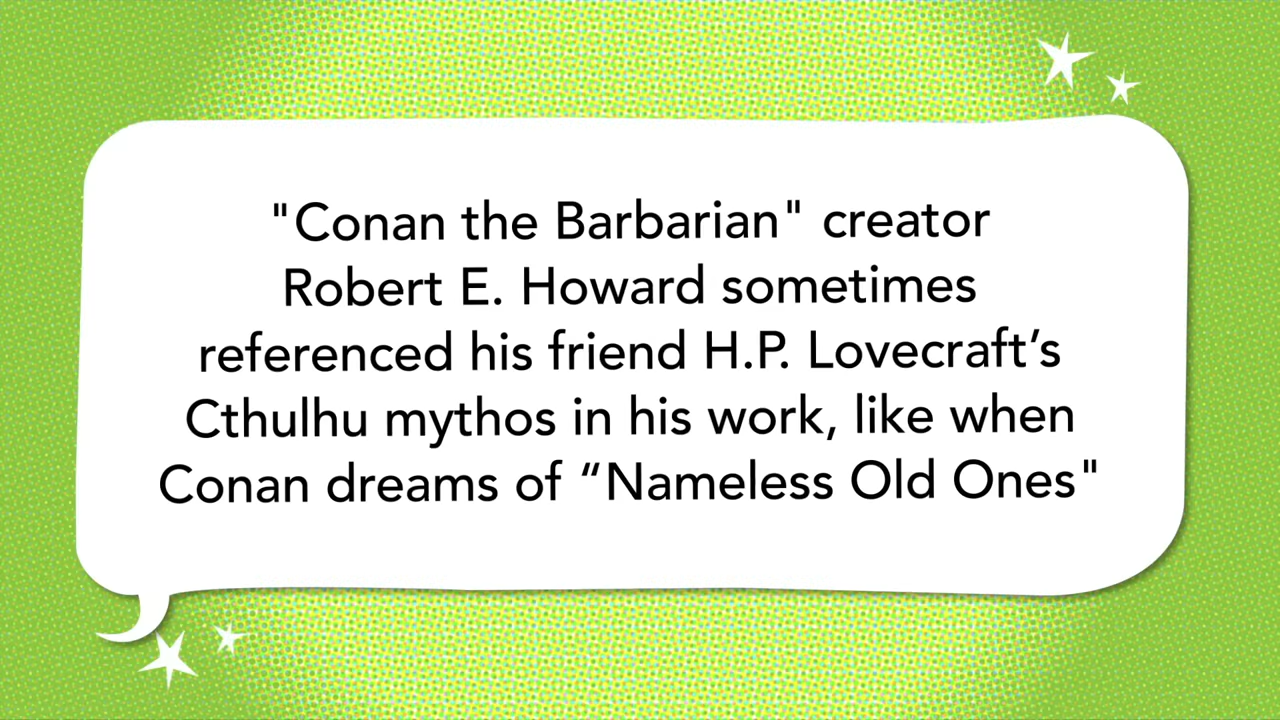 "Conan the Barbarian" creator
Robert E. Howard sometimes
referenced his friend H.P. Lovecraft’s
Cthulhu mythos in his work, like when
Conan dreams of “Nameless Old Ones"